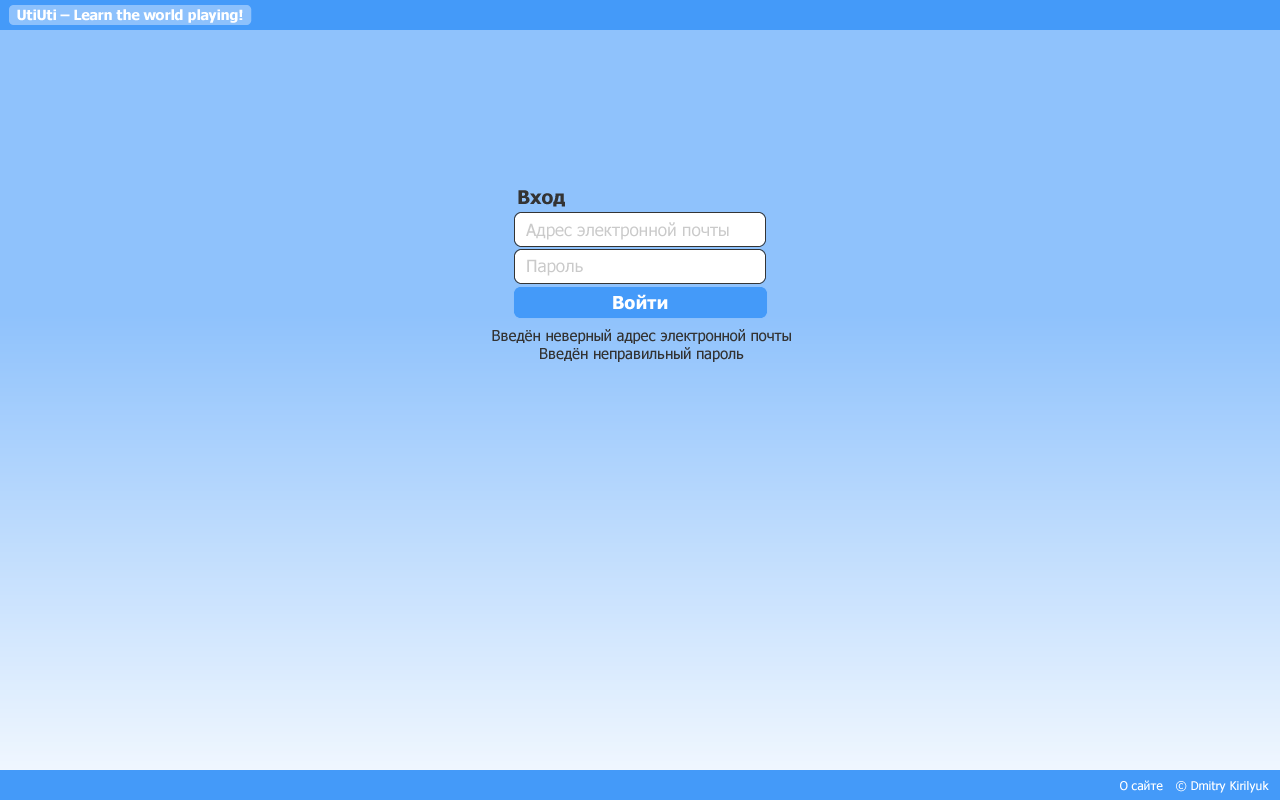 UtiUti – Learn the world playing!
Вход
Адрес электронной почты
Пароль
Войти
Введён неверный адрес электронной почты
Введён неправильный пароль
О сайте © Dmitry Kirilyuk